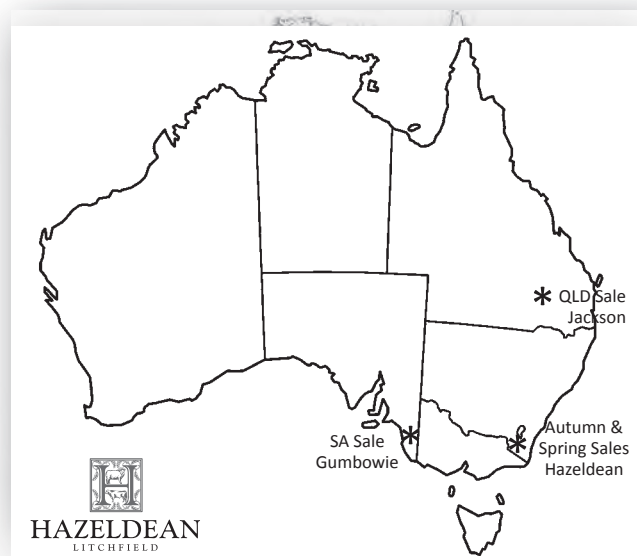 QLD Sale
Jackson
Autumn &
Spring Sales
Hazeldean
SA Sale
Gumbowie
H
HAZELDEAN
LITCHFIELD